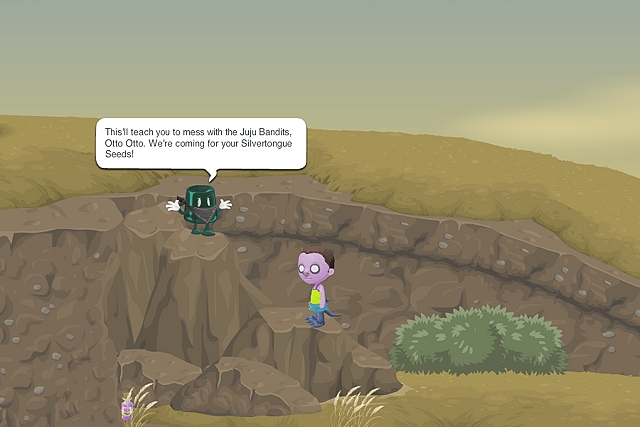 This'll teach you to mess with the Juju Bandits,
Otto Otto. We're coming for your Silvertongue
Seeds!